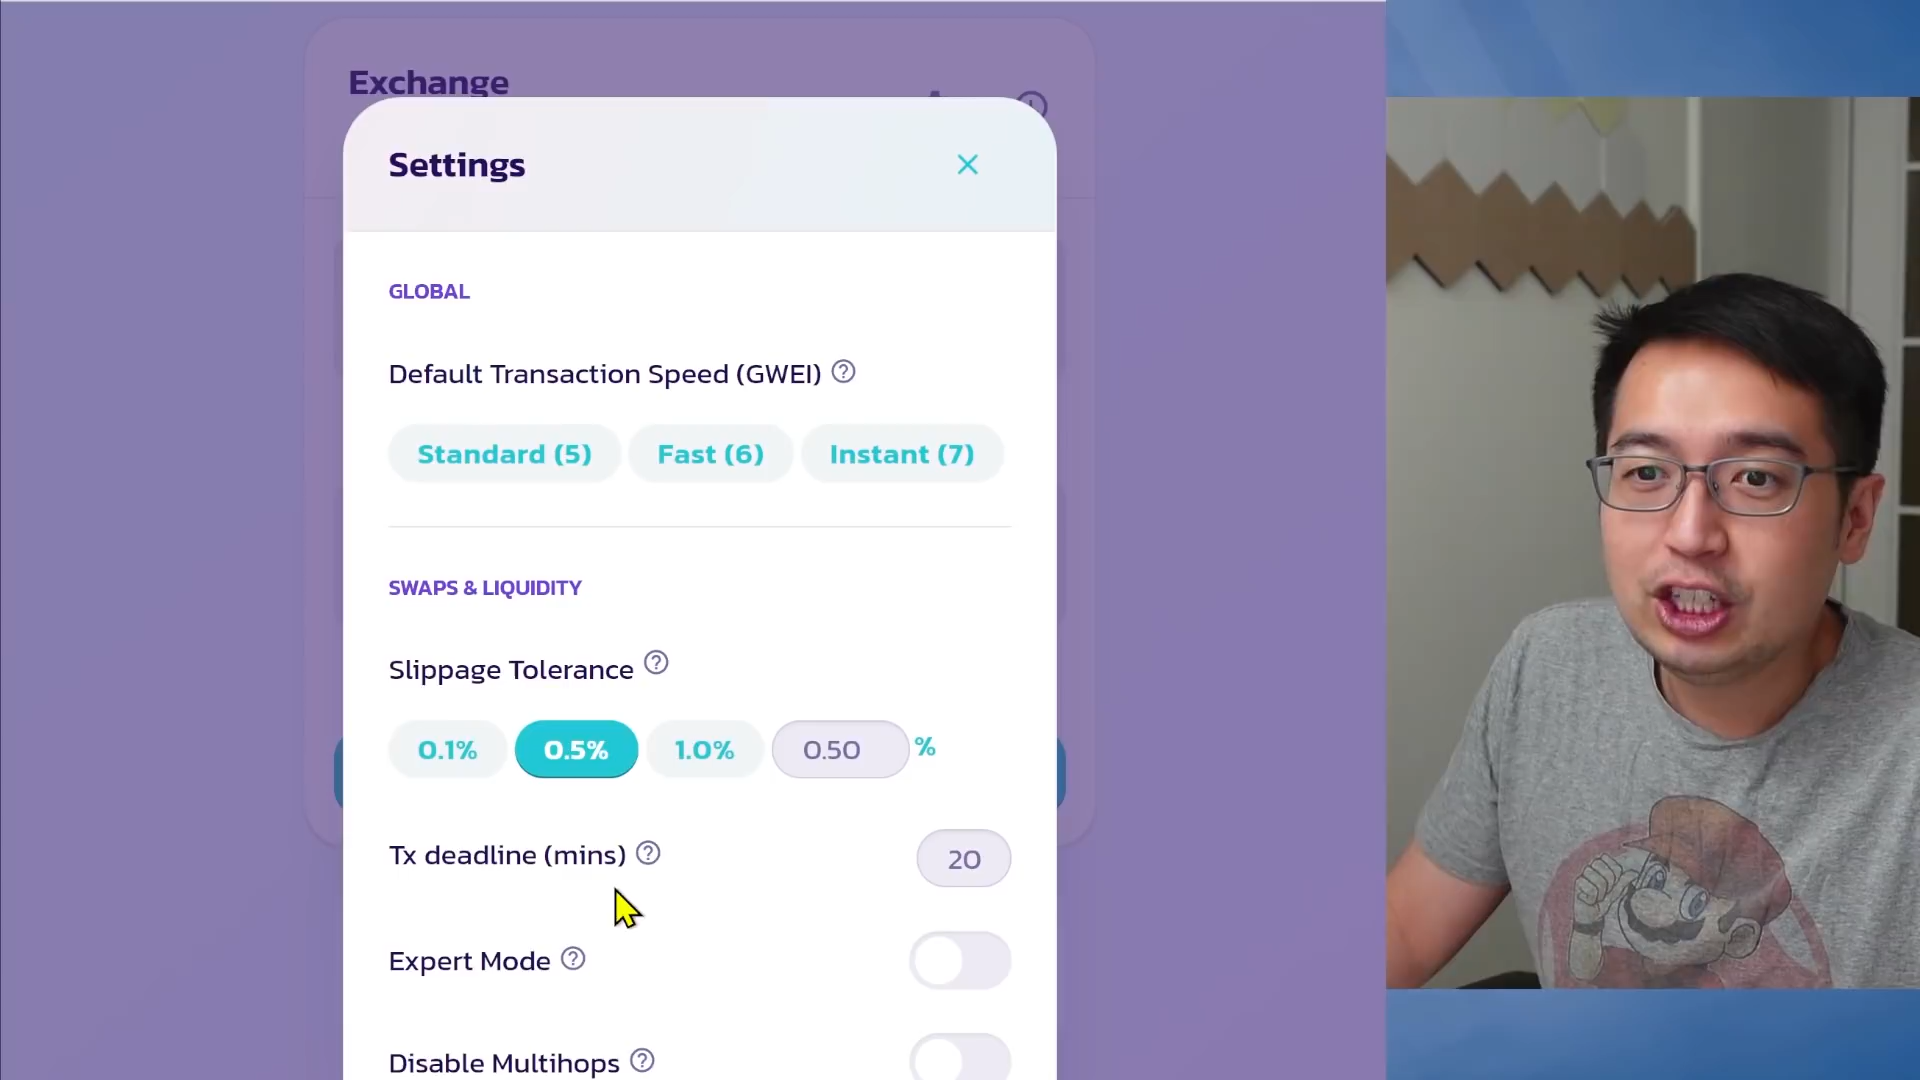 Exchange
Settings
GLOBAL
Default Transaction Speed (GWEI)
Standard (5) Fast (6) Instant (7)
SWAPS & LIQUIDITY
Slippage Tolerance
0.1% 0.5% 1.0% 0.50 %
Tx deadline (mins) 20
Expert Mode
Disable Multihops